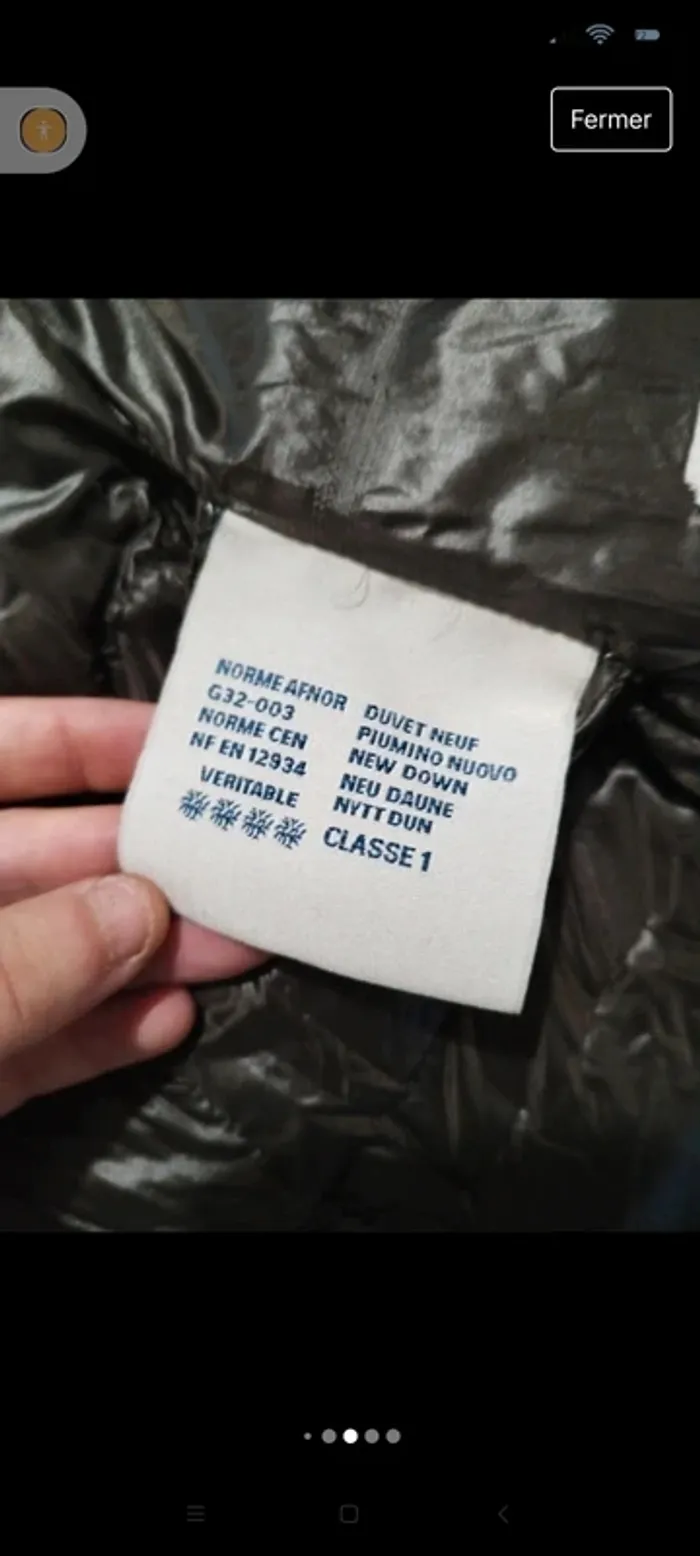 Fermer
NORME AFNOR
G32-003
NORME CEN
NF EN 12934
VERITABLE
DUVET NEUF
PIUMINO NUOVO
NEW DOWN
NEU DAUNE
NYTT DUN
CLASSE 1